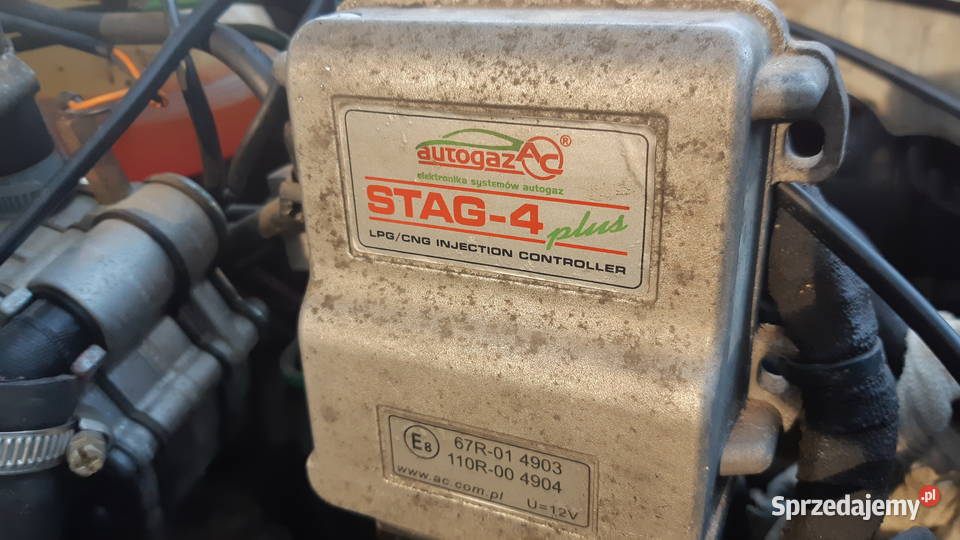 autogaz AC ®
elektronika systemów autogaz
STAG-4 plus
LPG/CNG INJECTION CONTROLLER
E8
67R-01 4903
110R-00 4904
www.ac.com.pl
U=12V
Sprzedajemy.pl